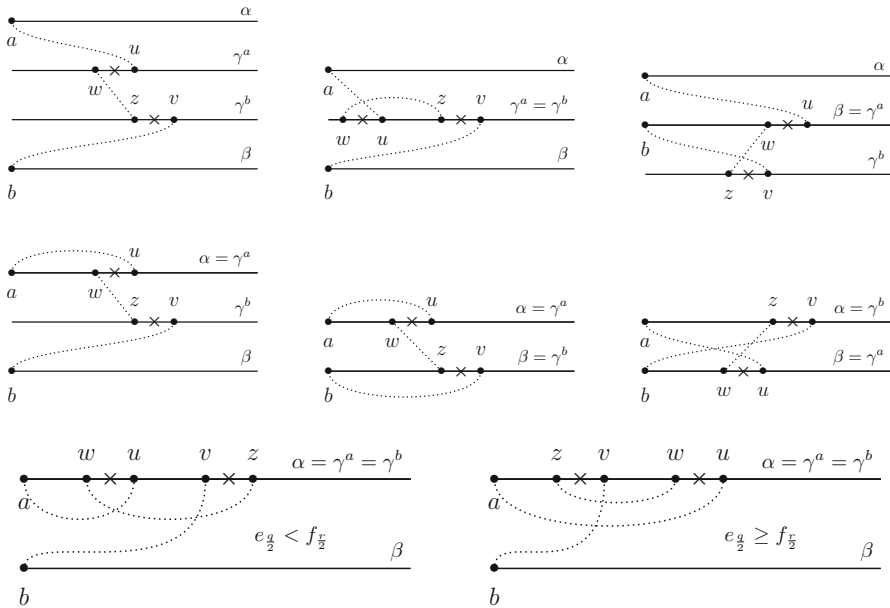 α
a
u
γ^a
w
z
v
γ^b
β
b
α
a
z
v
γ^a = γ^b
w
u
β
b
α
a
u
β = γ^a
b
w
γ^b
z
v
u
α = γ^a
a
w
z
v
γ^b
β
b
u
α = γ^a
a
w
z
v
β = γ^b
b
z
v
α = γ^b
a
β = γ^a
b
w
u
w
u
v
z
α = γ^a = γ^b
a
e_{q/2} < f_{r/2}
β
b
z
v
w
u
α = γ^a = γ^b
a
e_{q/2} ≥ f_{r/2}
β
b